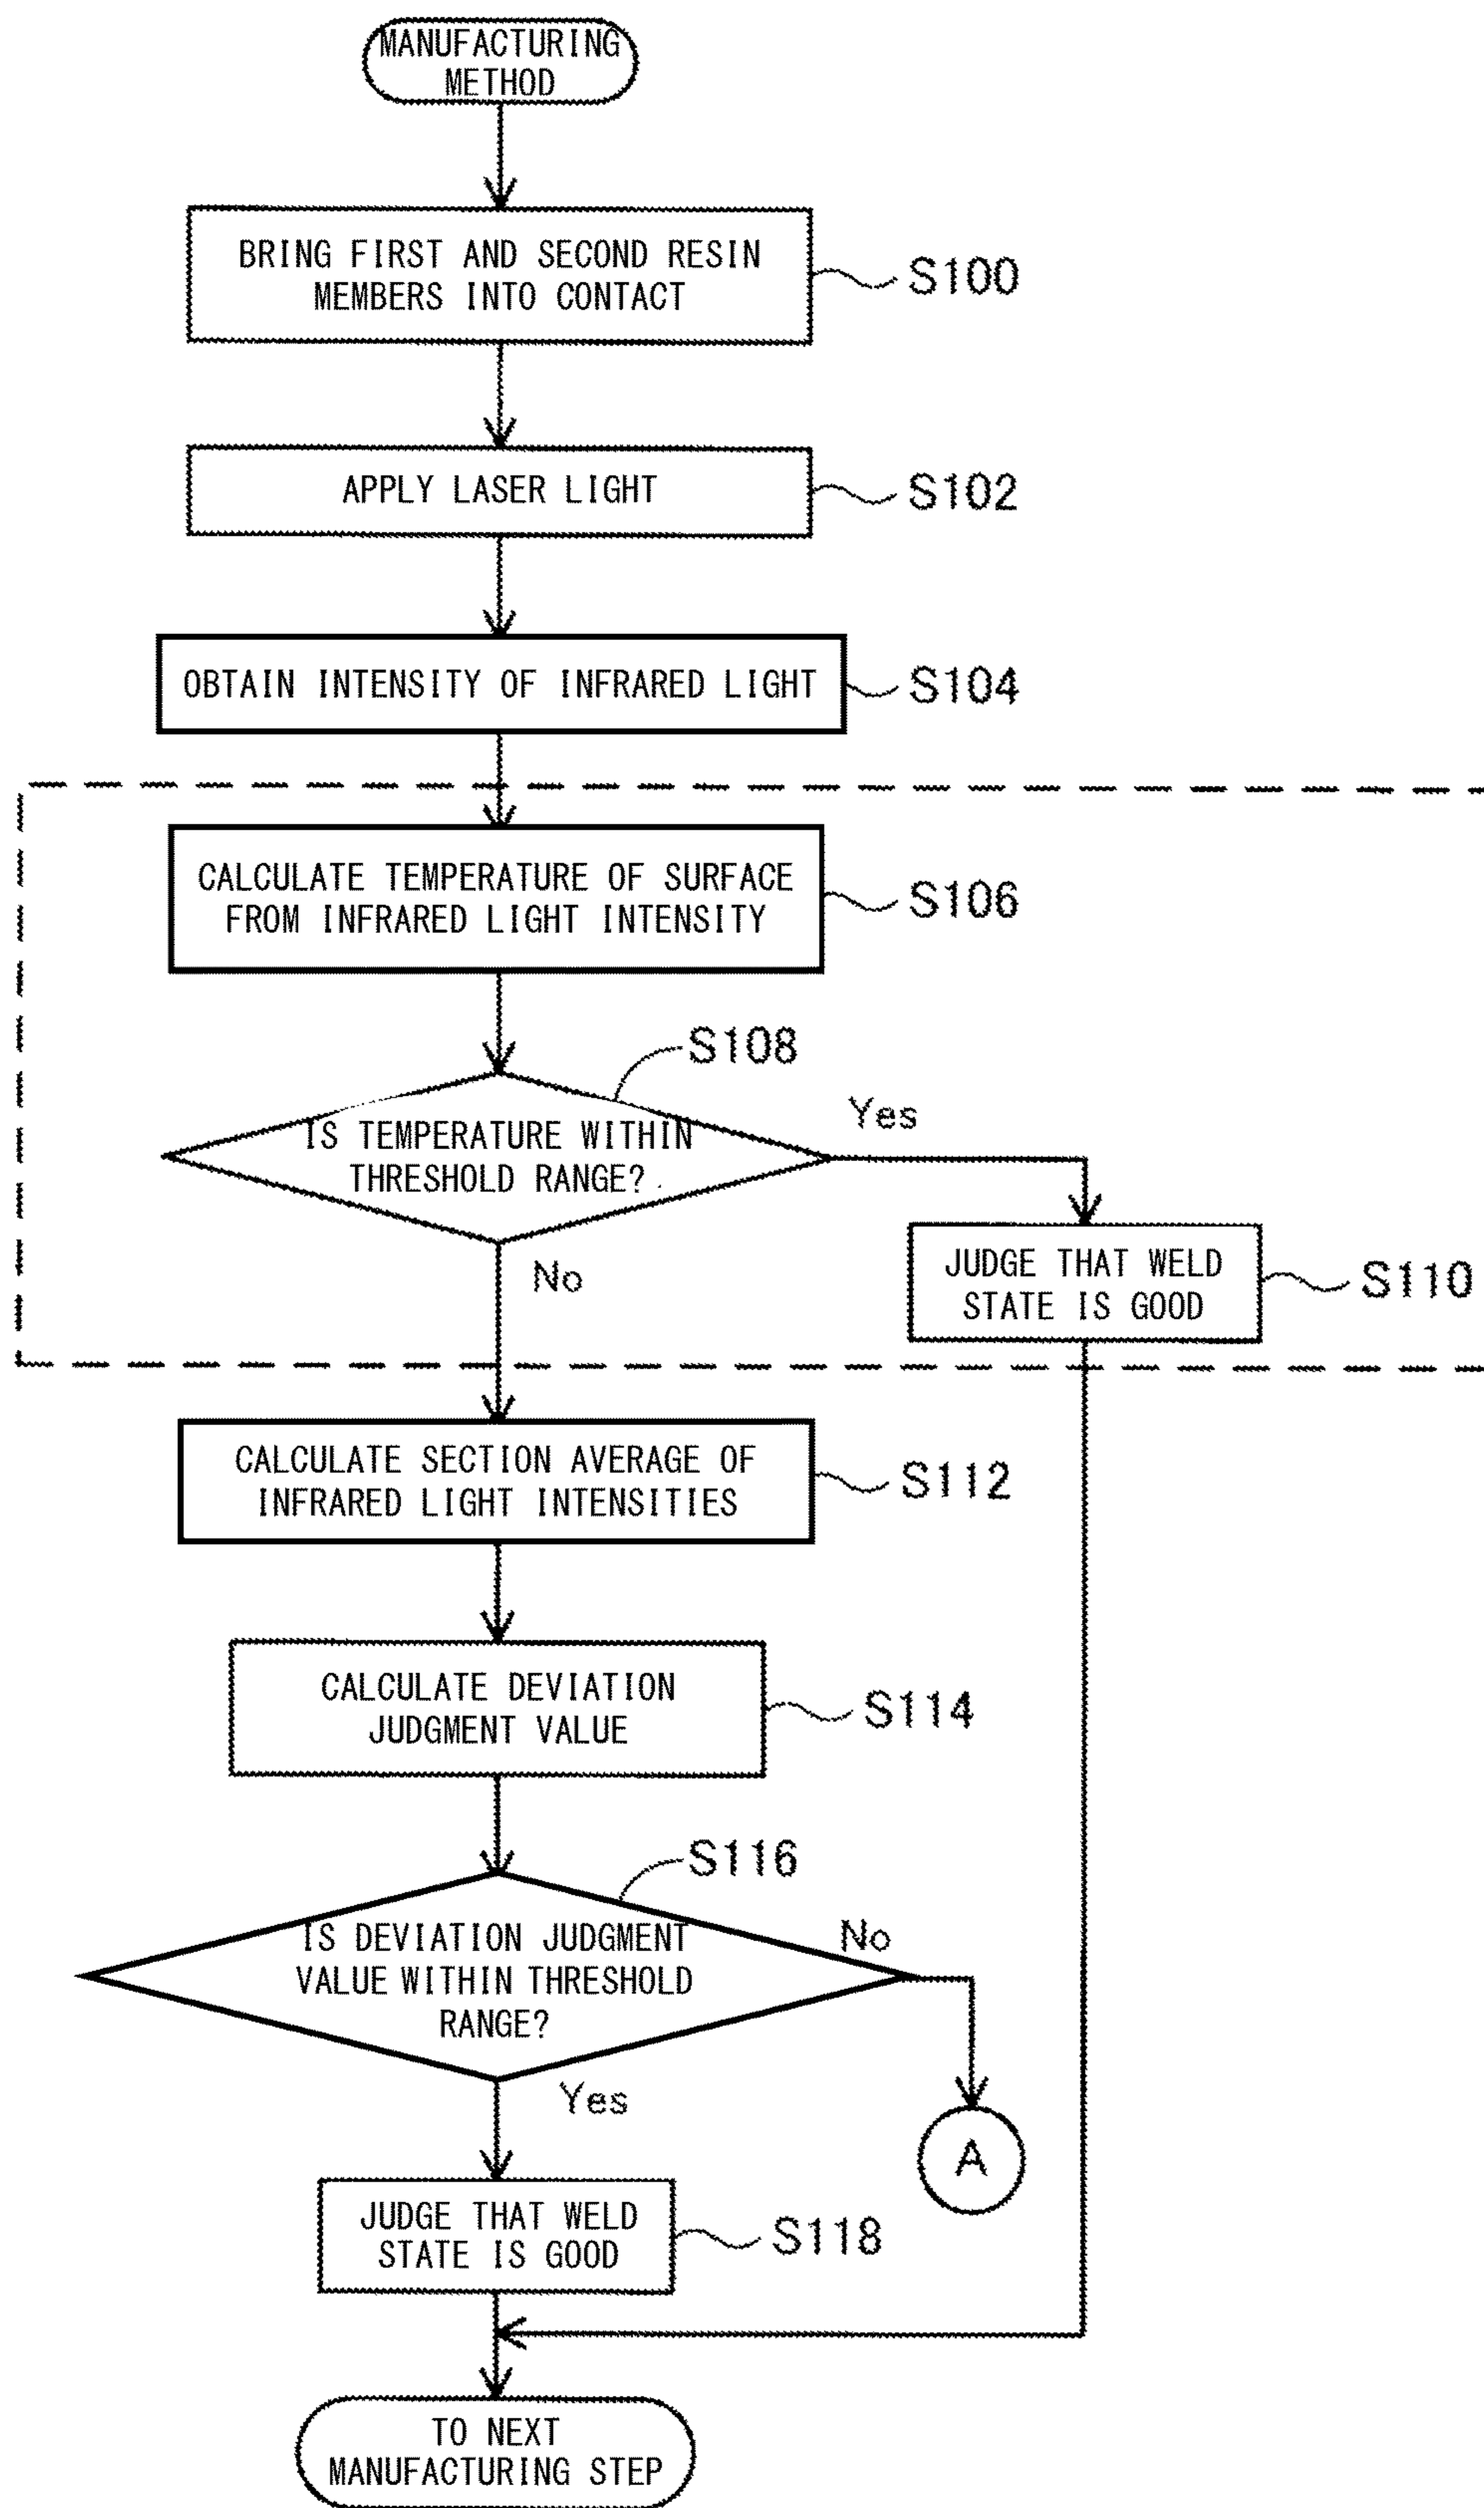 MANUFACTURING
METHOD
BRING FIRST AND SECOND RESIN
MEMBERS INTO CONTACT
S100
APPLY LASER LIGHT
S102
OBTAIN INTENSITY OF INFRARED LIGHT
S104
CALCULATE TEMPERATURE OF SURFACE
FROM INFRARED LIGHT INTENSITY
S106
S108
IS TEMPERATURE WITHIN
THRESHOLD RANGE?
Yes
No
JUDGE THAT WELD
STATE IS GOOD
S110
CALCULATE SECTION AVERAGE OF
INFRARED LIGHT INTENSITIES
S112
CALCULATE DEVIATION
JUDGMENT VALUE
S114
S116
IS DEVIATION JUDGMENT
VALUE WITHIN THRESHOLD
RANGE?
No
Yes
A
JUDGE THAT WELD
STATE IS GOOD
S118
TO NEXT
MANUFACTURING STEP